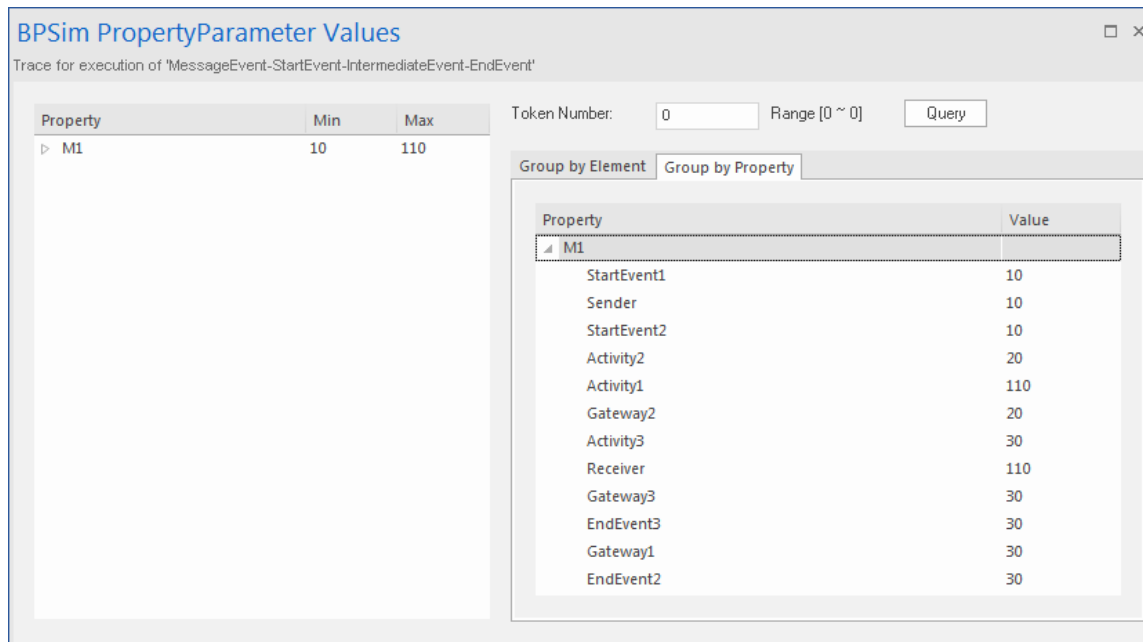 BPSim PropertyParameter Values
Trace for execution of 'MessageEvent-StartEvent-IntermediateEvent-EndEvent'
Property Min Max
M1 10 110
Token Number: 0 Range [0 ~ 0] Query
Group by Element Group by Property
Property Value
M1
StartEvent1 10
Sender 10
StartEvent2 10
Activity2 20
Activity1 110
Gateway2 20
Activity3 30
Receiver 110
Gateway3 30
EndEvent3 30
Gateway1 30
EndEvent2 30